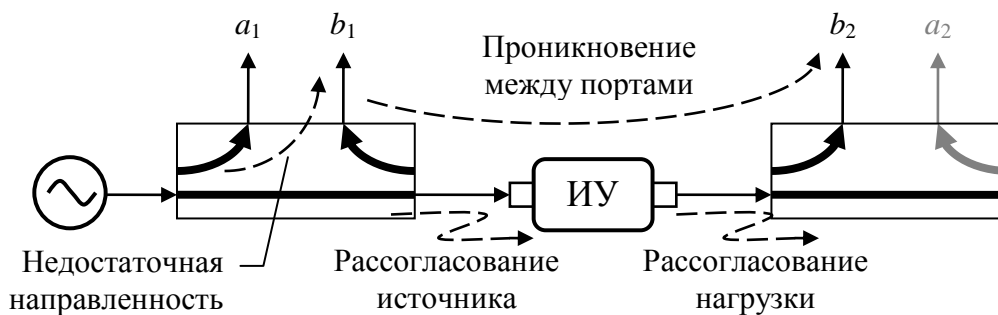 a1
b1
Проникновение
между портами
b2
a2
ИУ
Недостаточная
направленность
Рассогласование
источника
Рассогласование
нагрузки